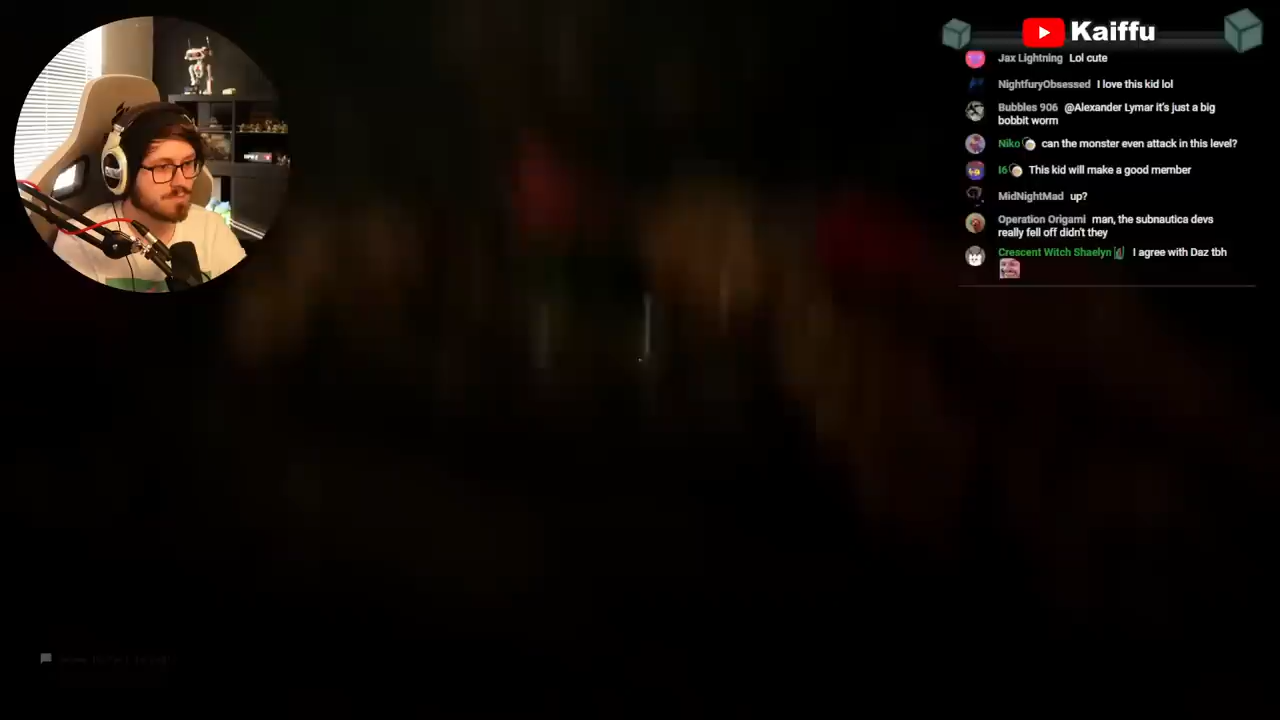 Kaiffu
Jax Lightning Lol cute
NightfuryObsessed I love this kid lol
Bubbles 906 @Alexander Lymar it's just a big
bobbit worm
Niko can the monster even attack in this level?
I6 This kid will make a good member
MidNightMad up?
Operation Origami man, the subnautica devs
really fell off didn't they
Crescent Witch Shaelyn I agree with Daz tbh